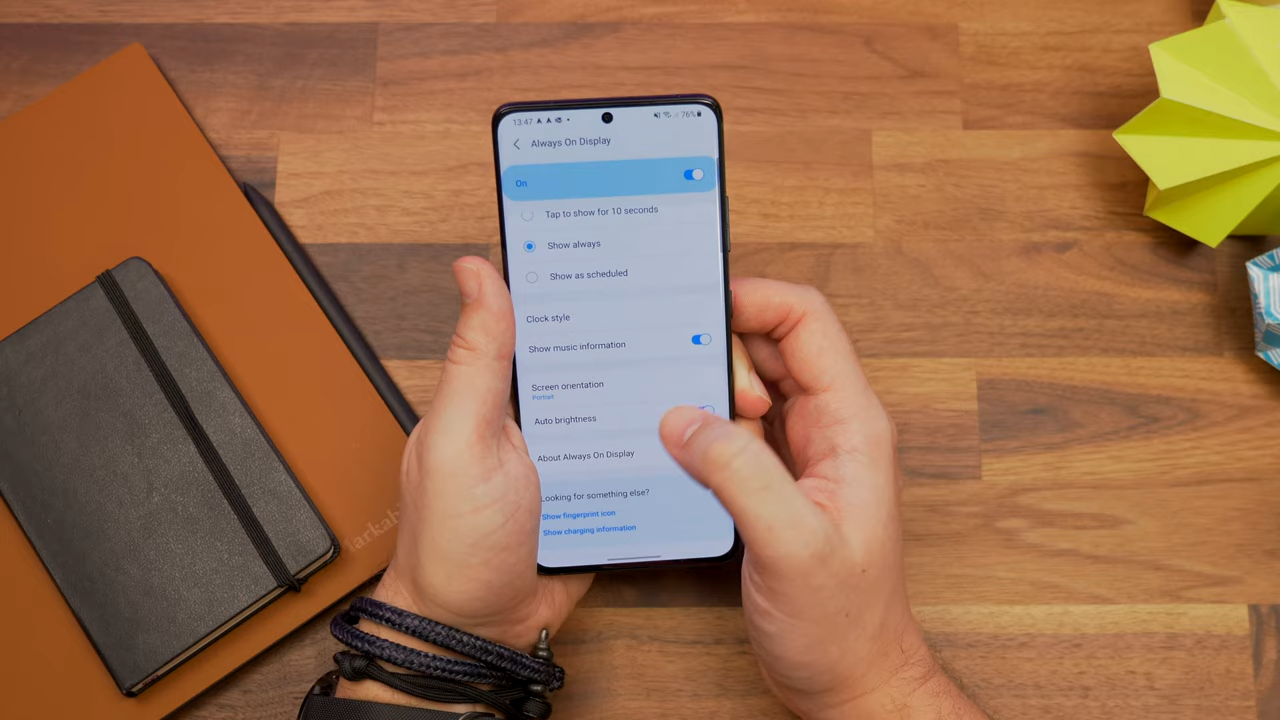 13:47
76%
Always On Display
On
Tap to show for 10 seconds
Show always
Show as scheduled
Clock style
Show music information
Screen orientation
Portrait
Auto brightness
About Always On Display
Looking for something else?
Show fingerprint icon
Show charging information